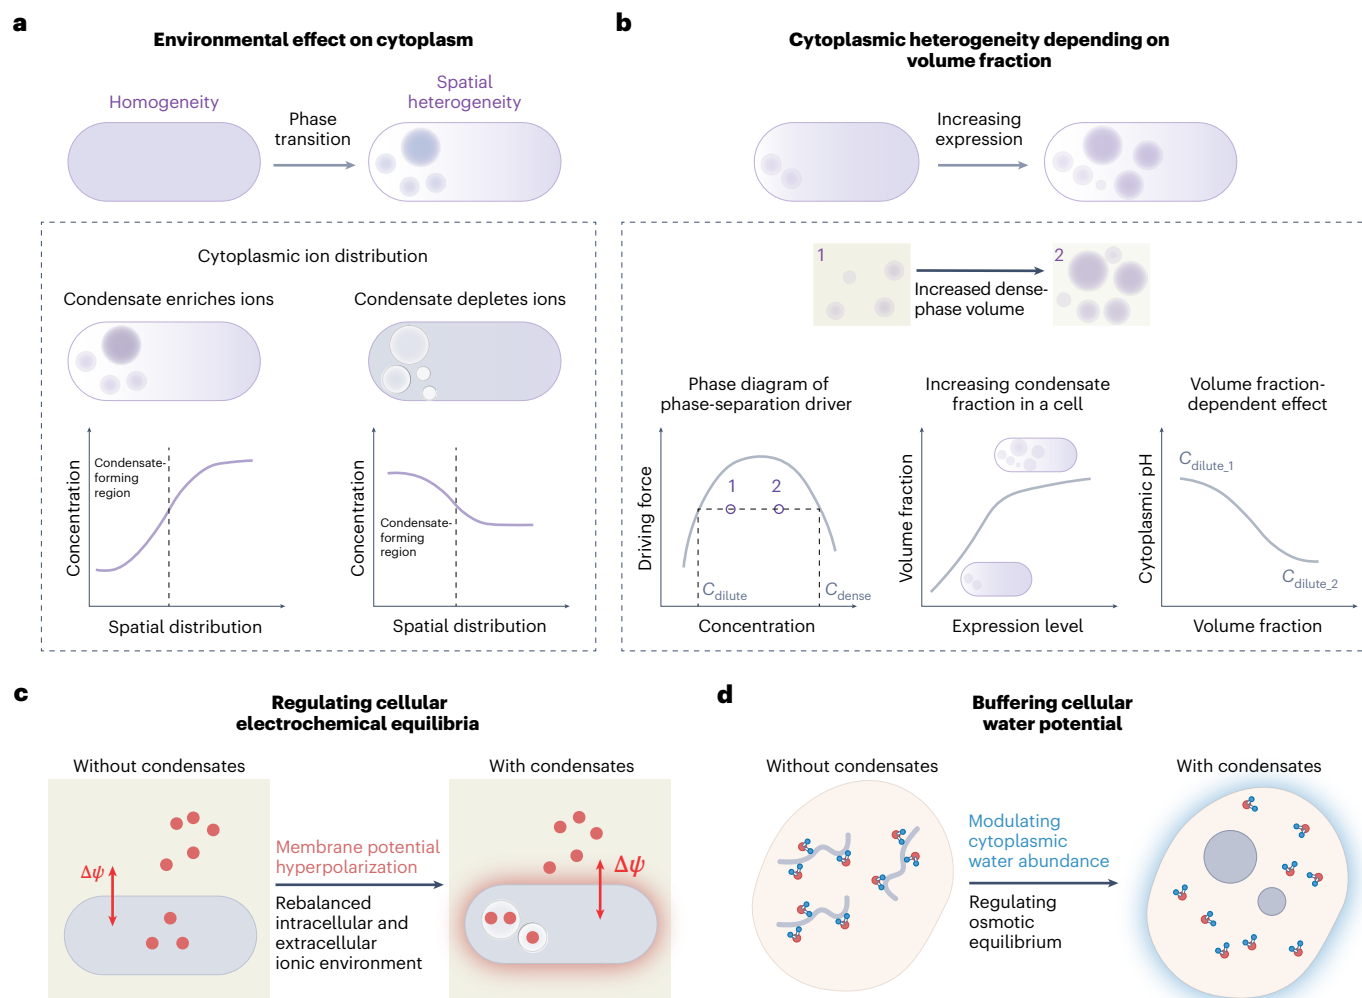 a
Environmental effect on cytoplasm
Homogeneity
Phase
transition
Spatial
heterogeneity
Cytoplasmic ion distribution
Condensate enriches ions
Concentration
Condensate-
forming
region
Spatial distribution
Condensate depletes ions
Concentration
Condensate-
forming
region
Spatial distribution
b
Cytoplasmic heterogeneity depending on
volume fraction
Increasing
expression
1
Increased dense-
phase volume
2
Phase diagram of
phase-separation driver
Driving force
1
2
C dilute
C dense
Concentration
Increasing condensate
fraction in a cell
Volume fraction
Expression level
Volume fraction-
dependent effect
Cytoplasmic pH
C dilute_1
C dilute_2
Volume fraction
c
Regulating cellular
electrochemical equilibria
Without condensates
Δψ
Membrane potential
hyperpolarization
Rebalanced
intracellular and
extracellular
ionic environment
With condensates
Δψ
d
Buffering cellular
water potential
Without condensates
Modulating
cytoplasmic
water abundance
Regulating
osmotic
equilibrium
With condensates